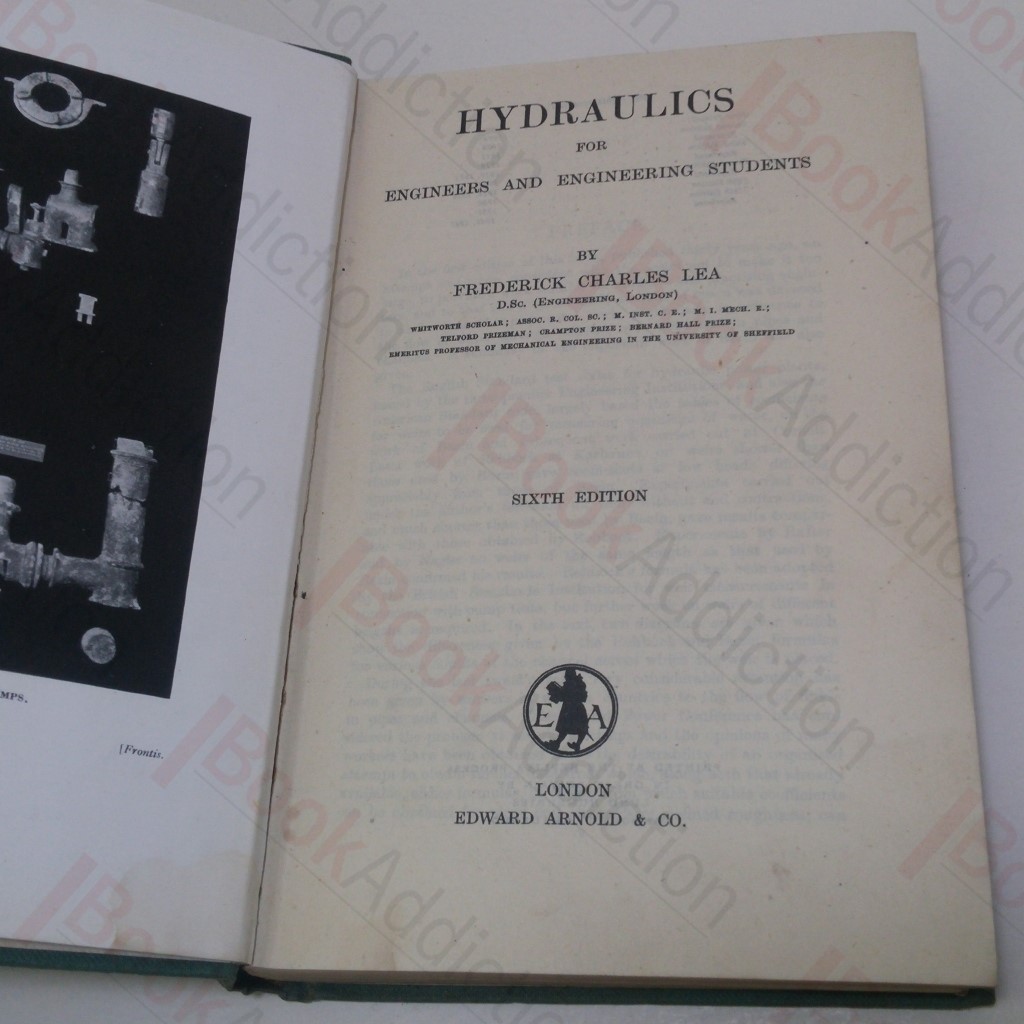 MPS.
[Frontis.
HYDRAULICS
FOR
ENGINEERS AND ENGINEERING STUDENTS
BY
FREDERICK CHARLES LEA
D.Sc. (Engineering, London)
WHITWORTH SCHOLAR; ASSOC. R. COL. SC.; M. INST. C. E.; M. I. MECH. E.;
TELFORD PRIZEMAN; CRAMPTON PRIZE; BERNARD HALL PRIZE;
EMERITUS PROFESSOR OF MECHANICAL ENGINEERING IN THE UNIVERSITY OF SHEFFIELD
SIXTH EDITION
E A
LONDON
EDWARD ARNOLD & CO.
BookAddiction